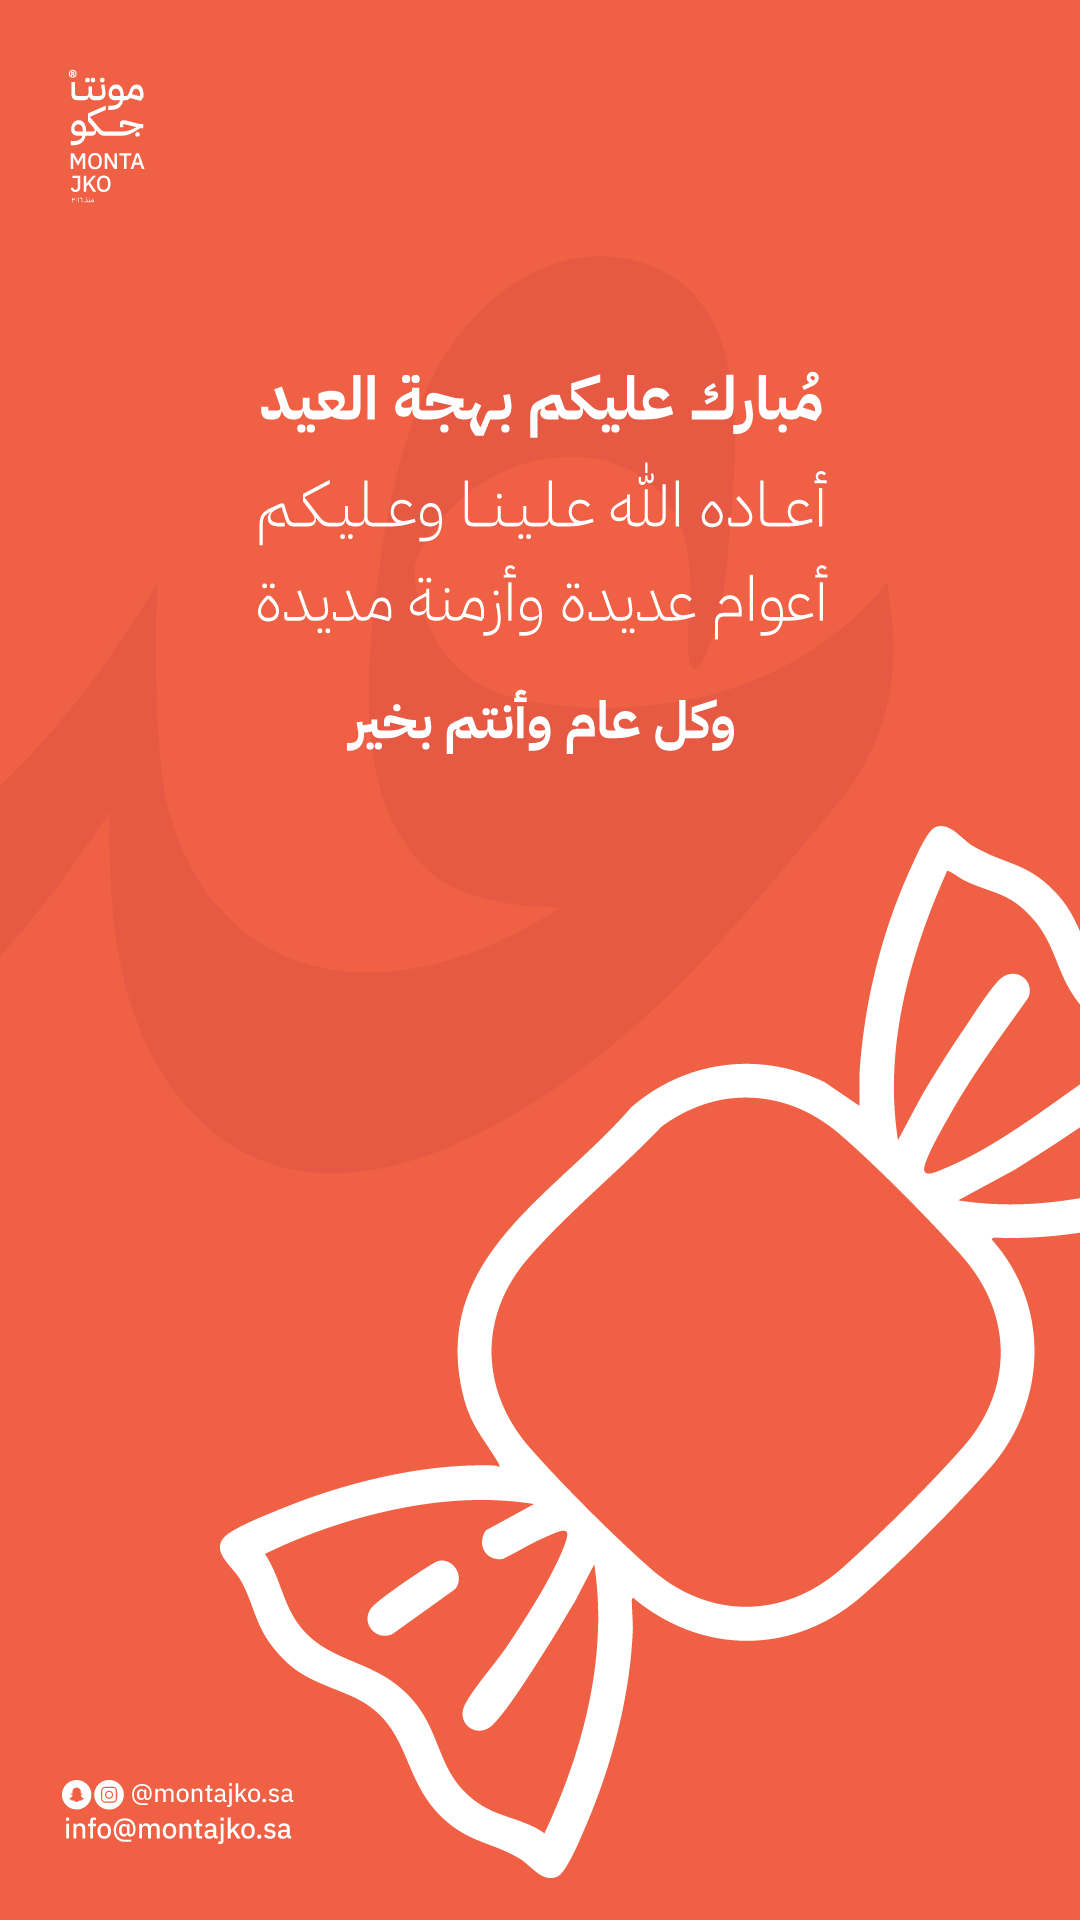 مونتا®
جكو
MONTA
JKO
منذ ٢٠١٦
مُبارك عليكم بهجة العيد
أعاده الله علينا وعليكم
أعوام عديدة وأزمنة مديدة
وكل عام وأنتم بخير
@montajko.sa
info@montajko.sa